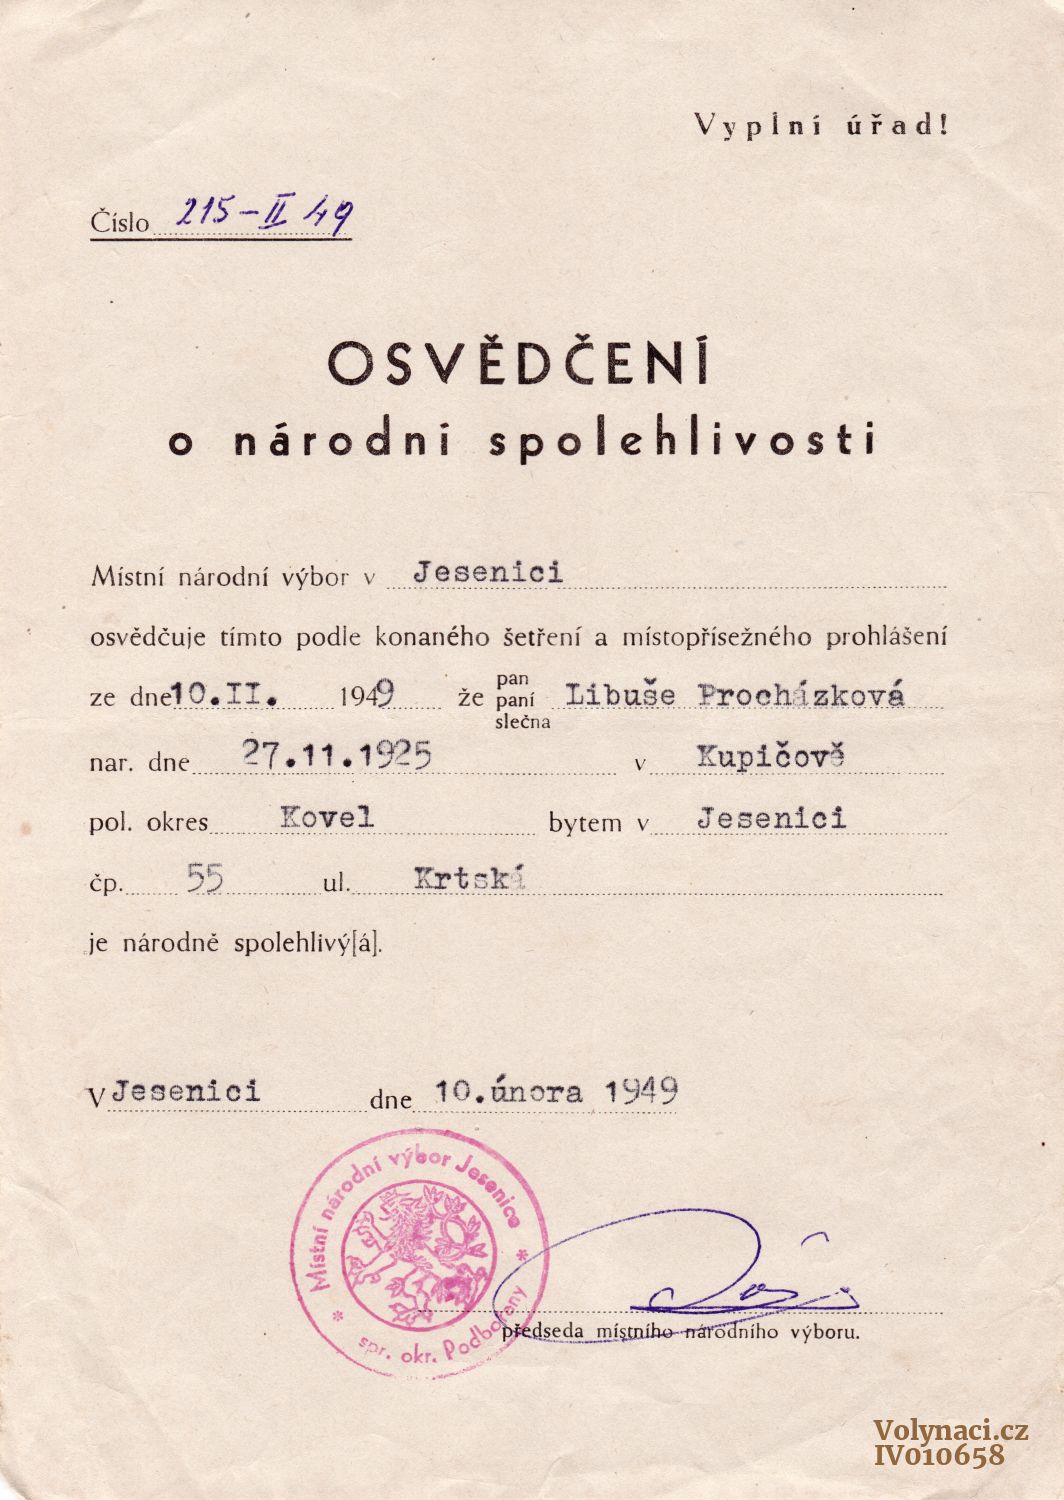 Vyplní úřad!
Číslo 215-II 49
OSVĚDČENÍ
o národní spolehlivosti
Místní národní výbor v Jesenici
osvědčuje tímto podle konaného šetření a místopřísežného prohlášení
ze dne 10.II. 1949 že pan paní slečna Libuše Procházková
nar. dne 27.11.1925 v Kupičově
pol. okres Kovel bytem v Jesenici
čp. 55 ul. Krtská
je národně spolehlivý[á].
V Jesenici dne 10.února 1949
Místní národní výbor Jesenice
spr. okr. Podbořany
předseda místního národního výboru.
Volynaci.cz
IV010658